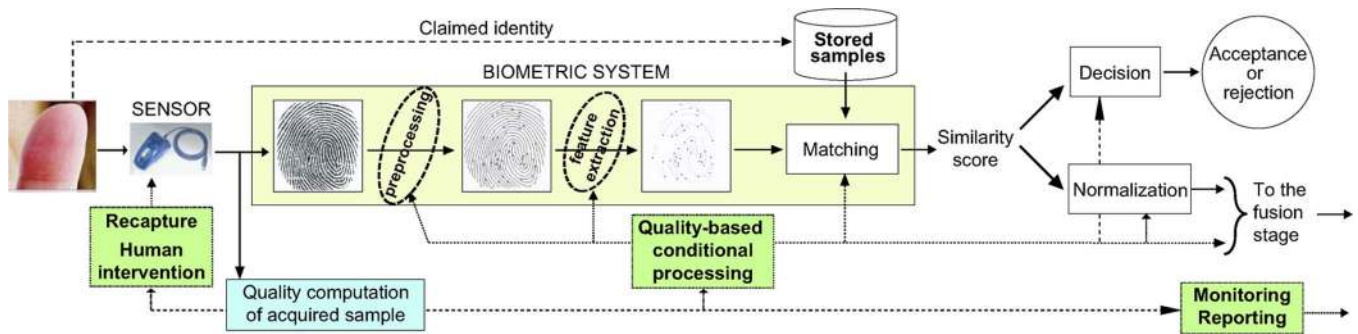 Claimed identity
Stored
samples
BIOMETRIC SYSTEM
SENSOR
preprocessing
feature
extraction
Matching
Similarity
score
Decision
Acceptance
or
rejection
Normalization
To the
fusion
stage
Recapture
Human
intervention
Quality-based
conditional
processing
Quality computation
of acquired sample
Monitoring
Reporting